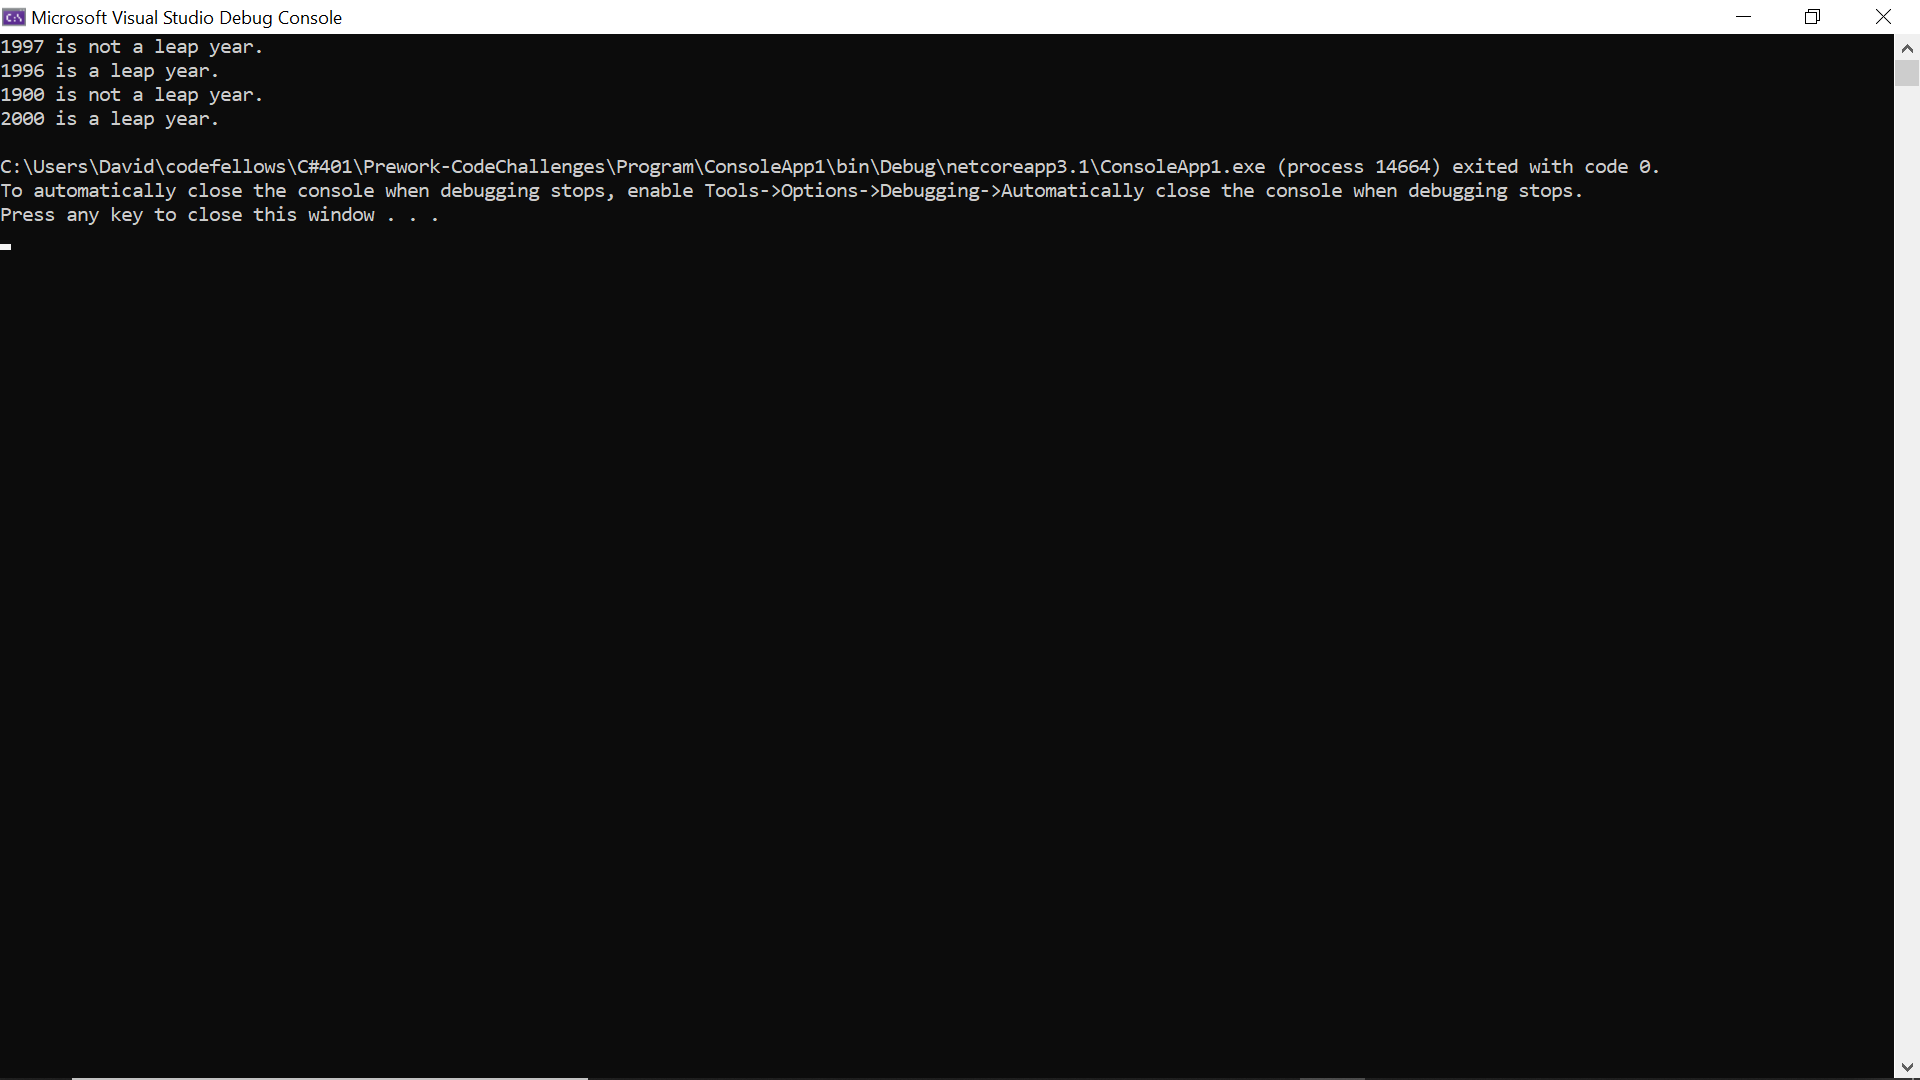 Microsoft Visual Studio Debug Console
1997 is not a leap year.
1996 is a leap year.
1900 is not a leap year.
2000 is a leap year.
C:\Users\David\codefellows\C#401\Prework-CodeChallenges\Program\ConsoleApp1\bin\Debug\netcoreapp3.1\ConsoleApp1.exe (process 14664) exited with code 0.
To automatically close the console when debugging stops, enable Tools->Options->Debugging->Automatically close the console when debugging stops.
Press any key to close this window . . .